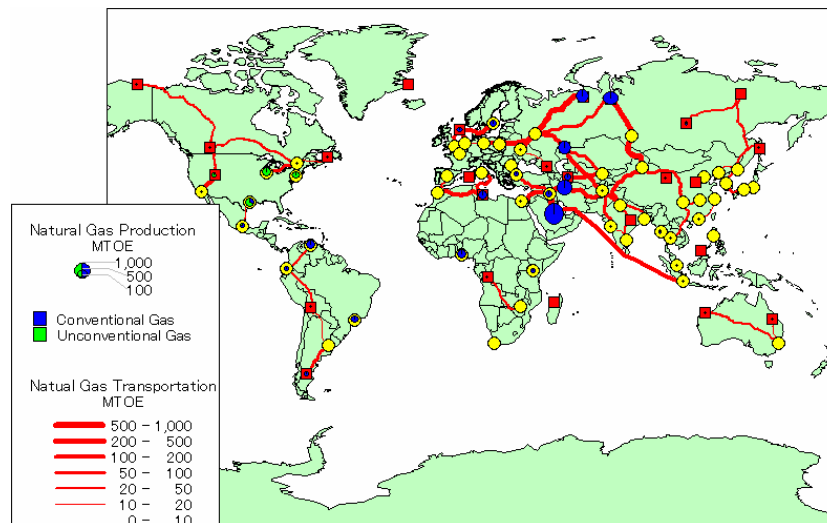 Natural Gas Production
MTOE
1,000
500
100
Conventional Gas
Unconventional Gas
Natual Gas Transportation
MTOE
500 - 1,000
200 - 500
100 - 200
50 - 100
20 - 50
10 - 20
0 - 10